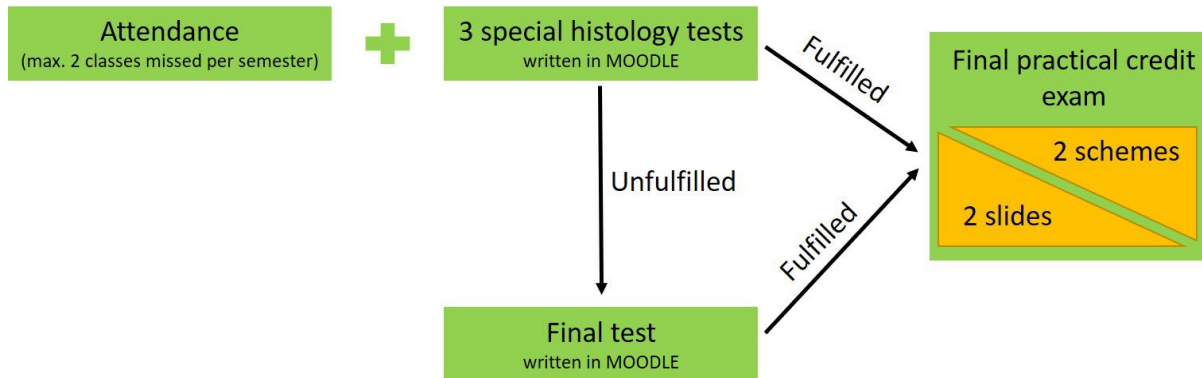 Attendance
(max. 2 classes missed per semester)
3 special histology tests
written in MOODLE
Fulfilled
Final practical credit
exam
2 schemes
2 slides
Unfulfilled
Fulfilled
Final test
written in MOODLE